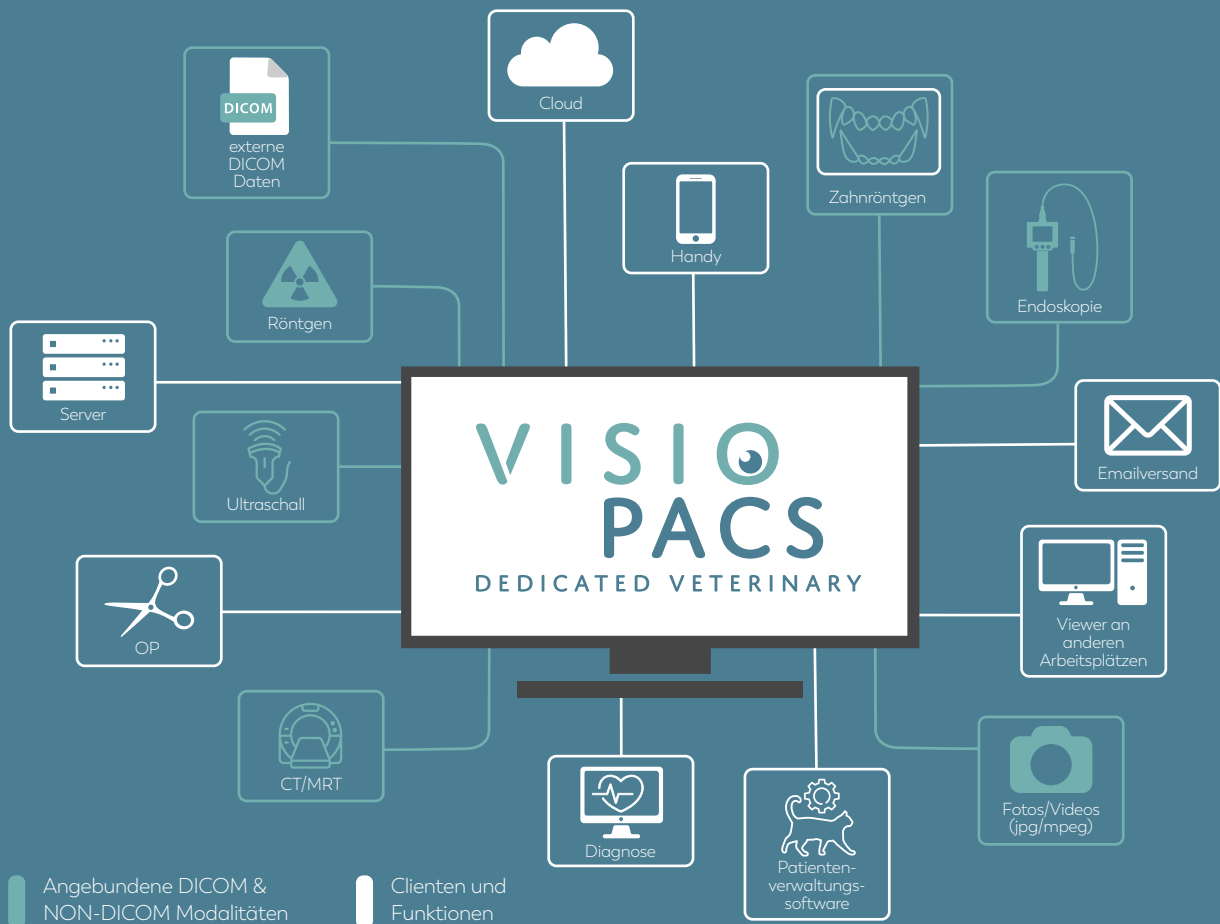 Cloud
DICOM
externe
DICOM
Daten
Zahnröntgen
Handy
Endoskopie
Röntgen
Server
VISIO
PACS
DEDICATED VETERINARY
Emailversand
Ultraschall
Viewer an
anderen
Arbeitsplätzen
OP
CT/MRT
Diagnose
Patienten-
verwaltungs-
software
Fotos/Videos
(jpg/mpeg)
Angebundene DICOM &
NON-DICOM Modalitäten
Clienten und
Funktionen